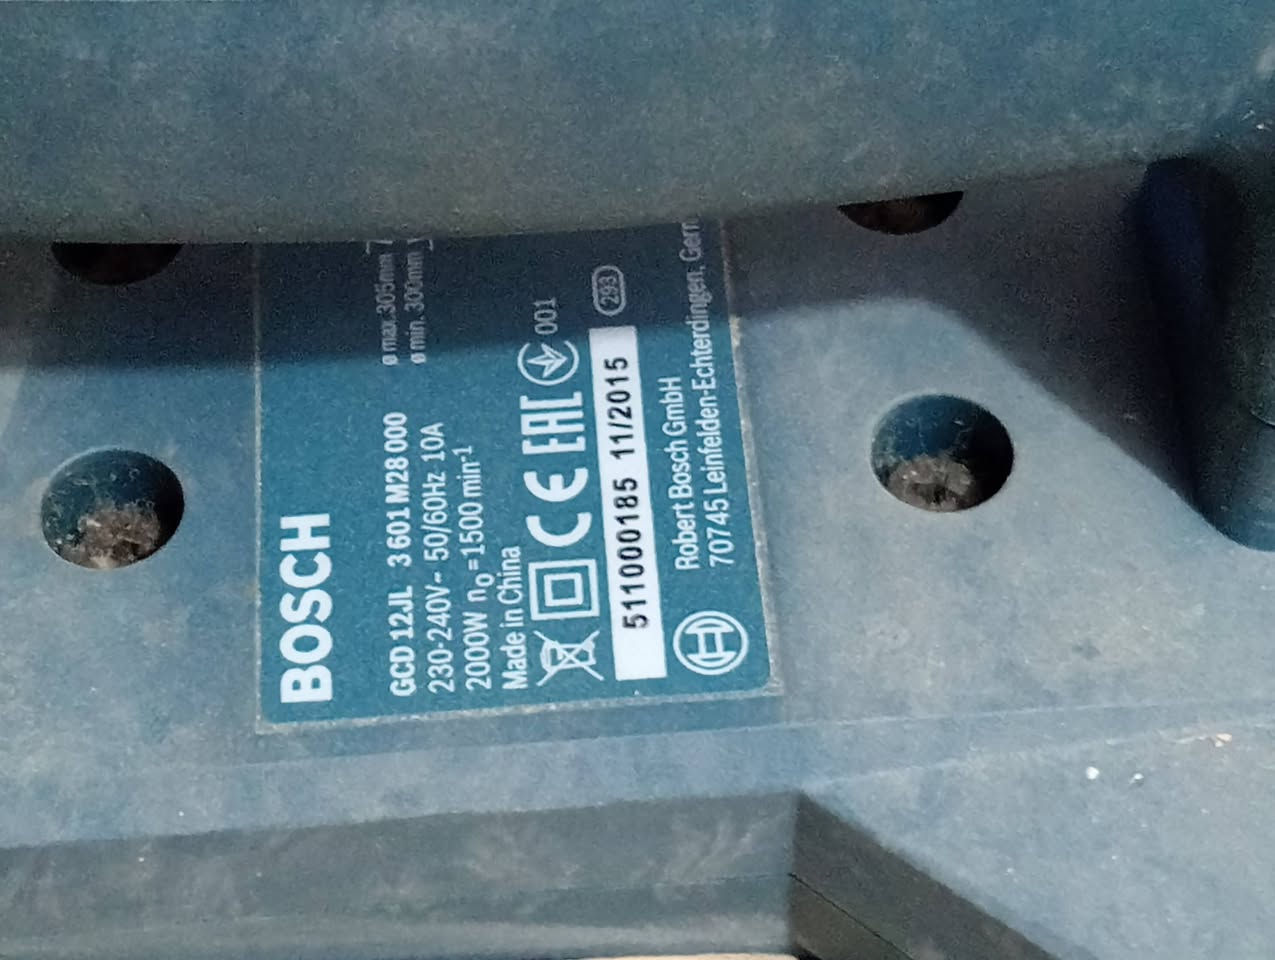 BOSCH
GCD 12JL 3 601 M28 000
230-240V~ 50/60Hz 10A
2000W n₀=1500 min⁻¹
ø max.305mm
ø min. 300mm
Made in China
CE EAC 001
511000185 11/2015
293
Robert Bosch GmbH
70745 Leinfelden-Echterdingen,